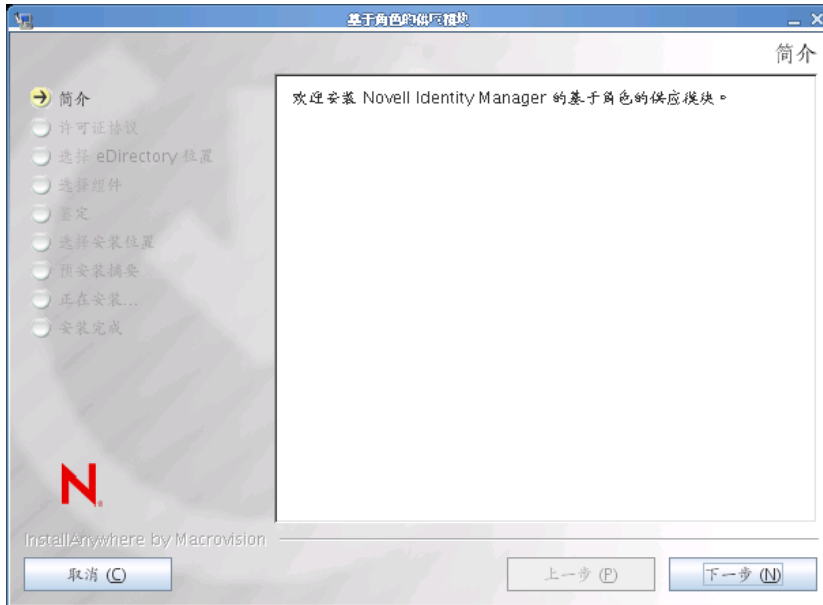 基于角色的供应模块
简介
简介
许可证协议
选择 eDirectory 位置
选择组件
鉴定
选择安装位置
预安装摘要
正在安装...
安装完成
欢迎安装 Novell Identity Manager 的基于角色的供应模块。
N
InstallAnywhere by Macrovision
取消 (C)
上一步 (P)
下一步 (N)